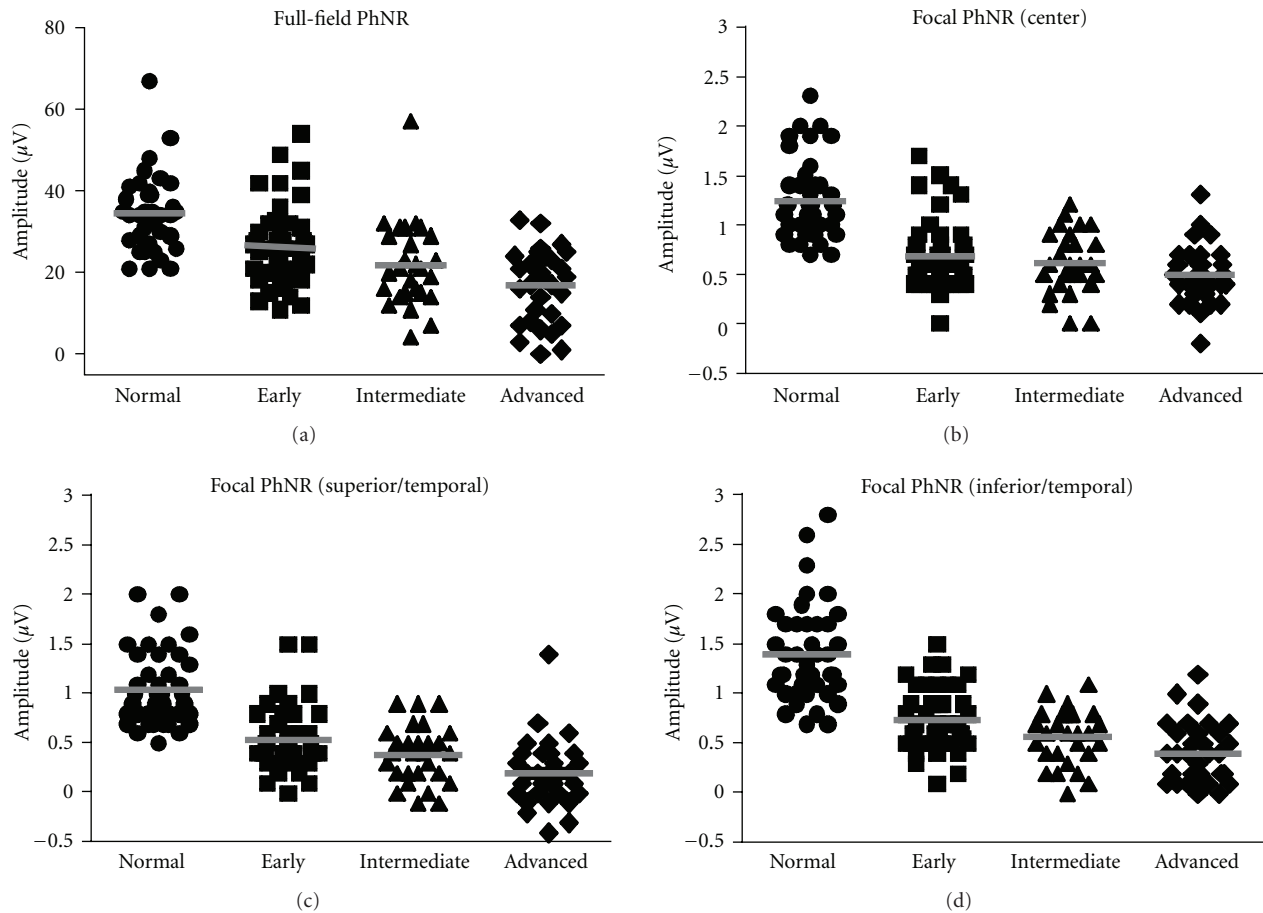 Full-field PhNR
80
60
40
20
0
Amplitude (µV)
Normal Early Intermediate Advanced
(a)
Focal PhNR (center)
3
2.5
2
1.5
1
0.5
0
−0.5
Amplitude (µV)
Normal Early Intermediate Advanced
(b)
Focal PhNR (superior/temporal)
3
2.5
2
1.5
1
0.5
0
−0.5
Amplitude (µV)
Normal Early Intermediate Advanced
(c)
Focal PhNR (inferior/temporal)
3
2.5
2
1.5
1
0.5
0
−0.5
Amplitude (µV)
Normal Early Intermediate Advanced
(d)